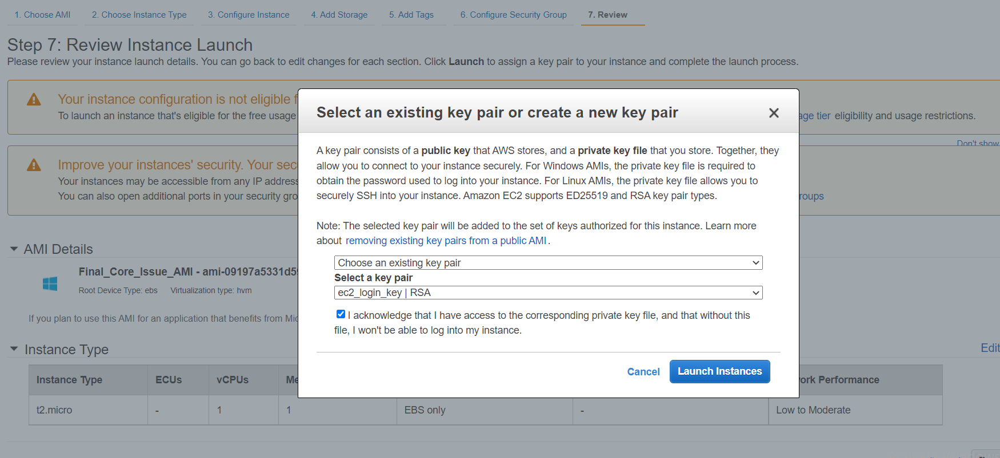 1. Choose AMI 2. Choose Instance Type 3. Configure Instance 4. Add Storage 5. Add Tags 6. Configure Security Group 7. Review
Step 7: Review Instance Launch
Please review your instance launch details. You can go back to edit changes for each section. Click Launch to assign a key pair to your instance and complete the launch process.
Your instance configuration is not eligible f
To launch an instance that's eligible for the free usage
age tier eligibility and usage restrictions.
Don't show
Improve your instances' security. Your sec
Your instances may be accessible from any IP address
You can also open additional ports in your security gro
roups
AMI Details
Final_Core_Issue_AMI - ami-09197a5331d5
Root Device Type: ebs Virtualization type: hvm
If you plan to use this AMI for an application that benefits from Mic
Instance Type
Edit
Instance Type ECUs vCPUs Me ork Performance
t2.micro - 1 1 EBS only - Low to Moderate
Select an existing key pair or create a new key pair
A key pair consists of a public key that AWS stores, and a private key file that you store. Together, they
allow you to connect to your instance securely. For Windows AMIs, the private key file is required to
obtain the password used to log into your instance. For Linux AMIs, the private key file allows you to
securely SSH into your instance. Amazon EC2 supports ED25519 and RSA key pair types.
Note: The selected key pair will be added to the set of keys authorized for this instance. Learn more
about removing existing key pairs from a public AMI.
Choose an existing key pair
Select a key pair
ec2_login_key | RSA
I acknowledge that I have access to the corresponding private key file, and that without this
file, I won't be able to log into my instance.
Cancel Launch Instances